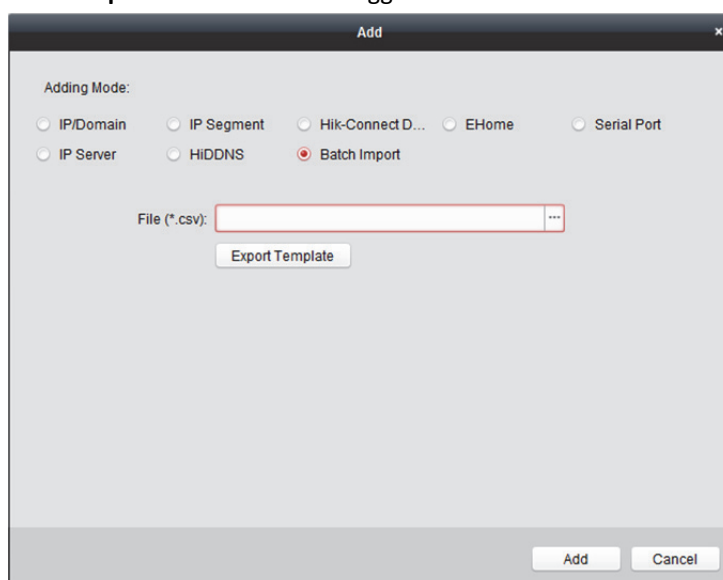 Add ×
Adding Mode:
IP/Domain IP Segment Hik-Connect D... EHome Serial Port
IP Server HiDDNS Batch Import
File (*.csv): ...
Export Template
Add Cancel